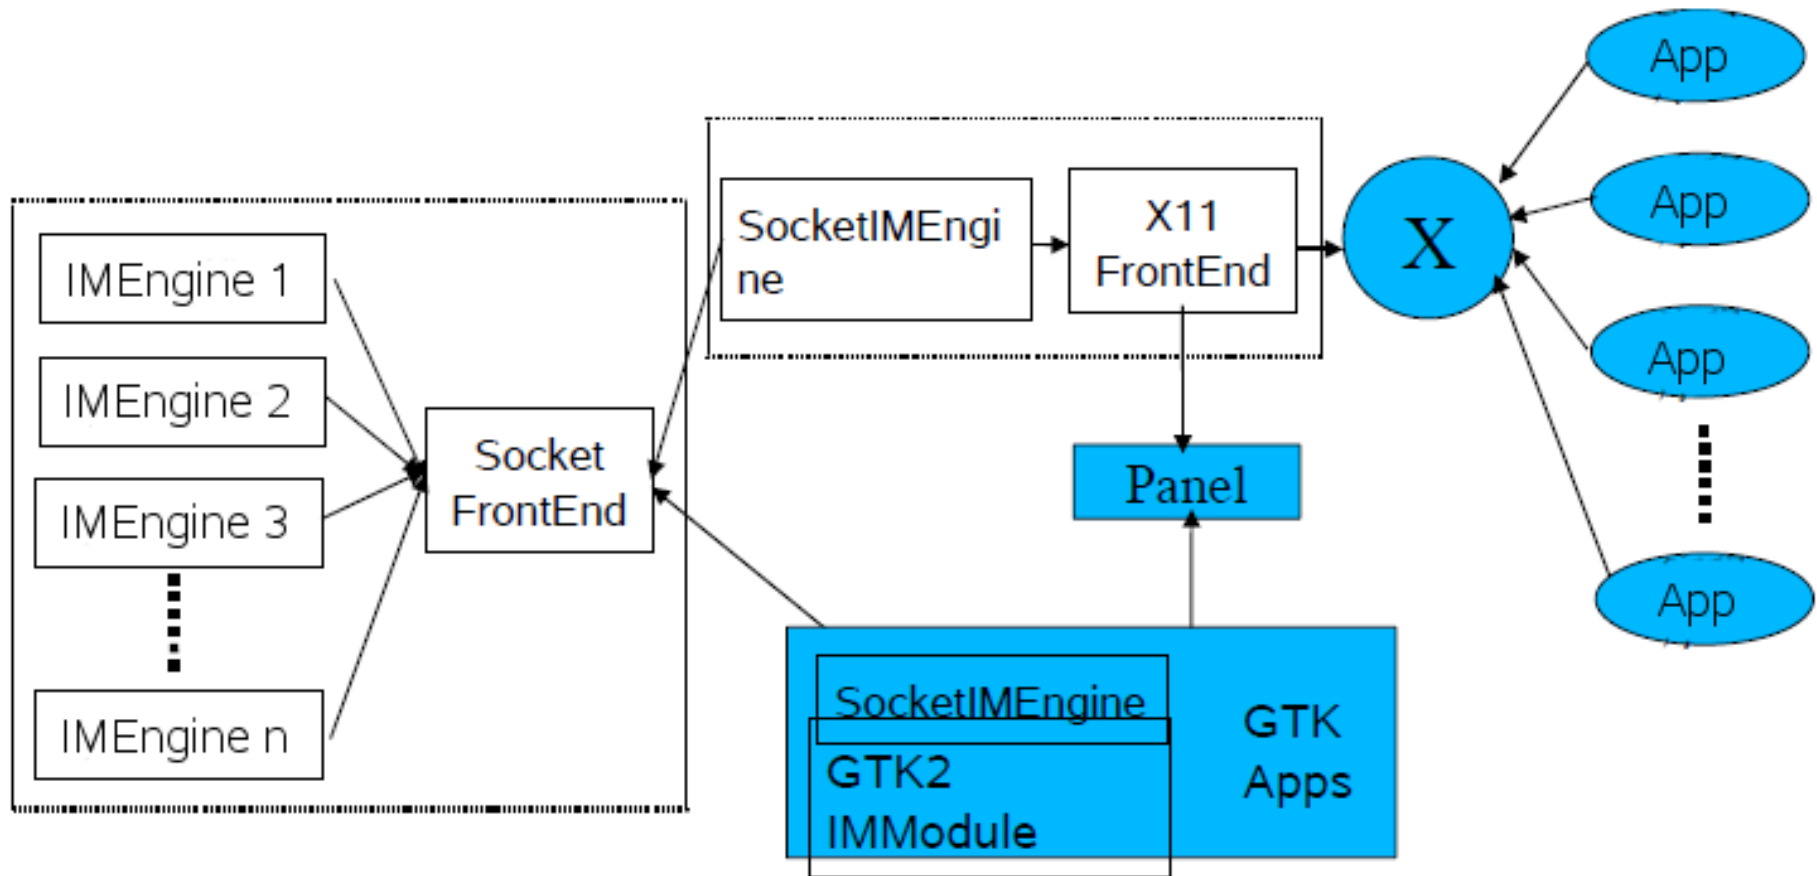 IMEngine 1
IMEngine 2
IMEngine 3
IMEngine n
Socket
FrontEnd
SocketIMEngi
ne
X11
FrontEnd
X
App
App
App
App
Panel
SocketIMEngine
GTK2
IMModule
GTK
Apps